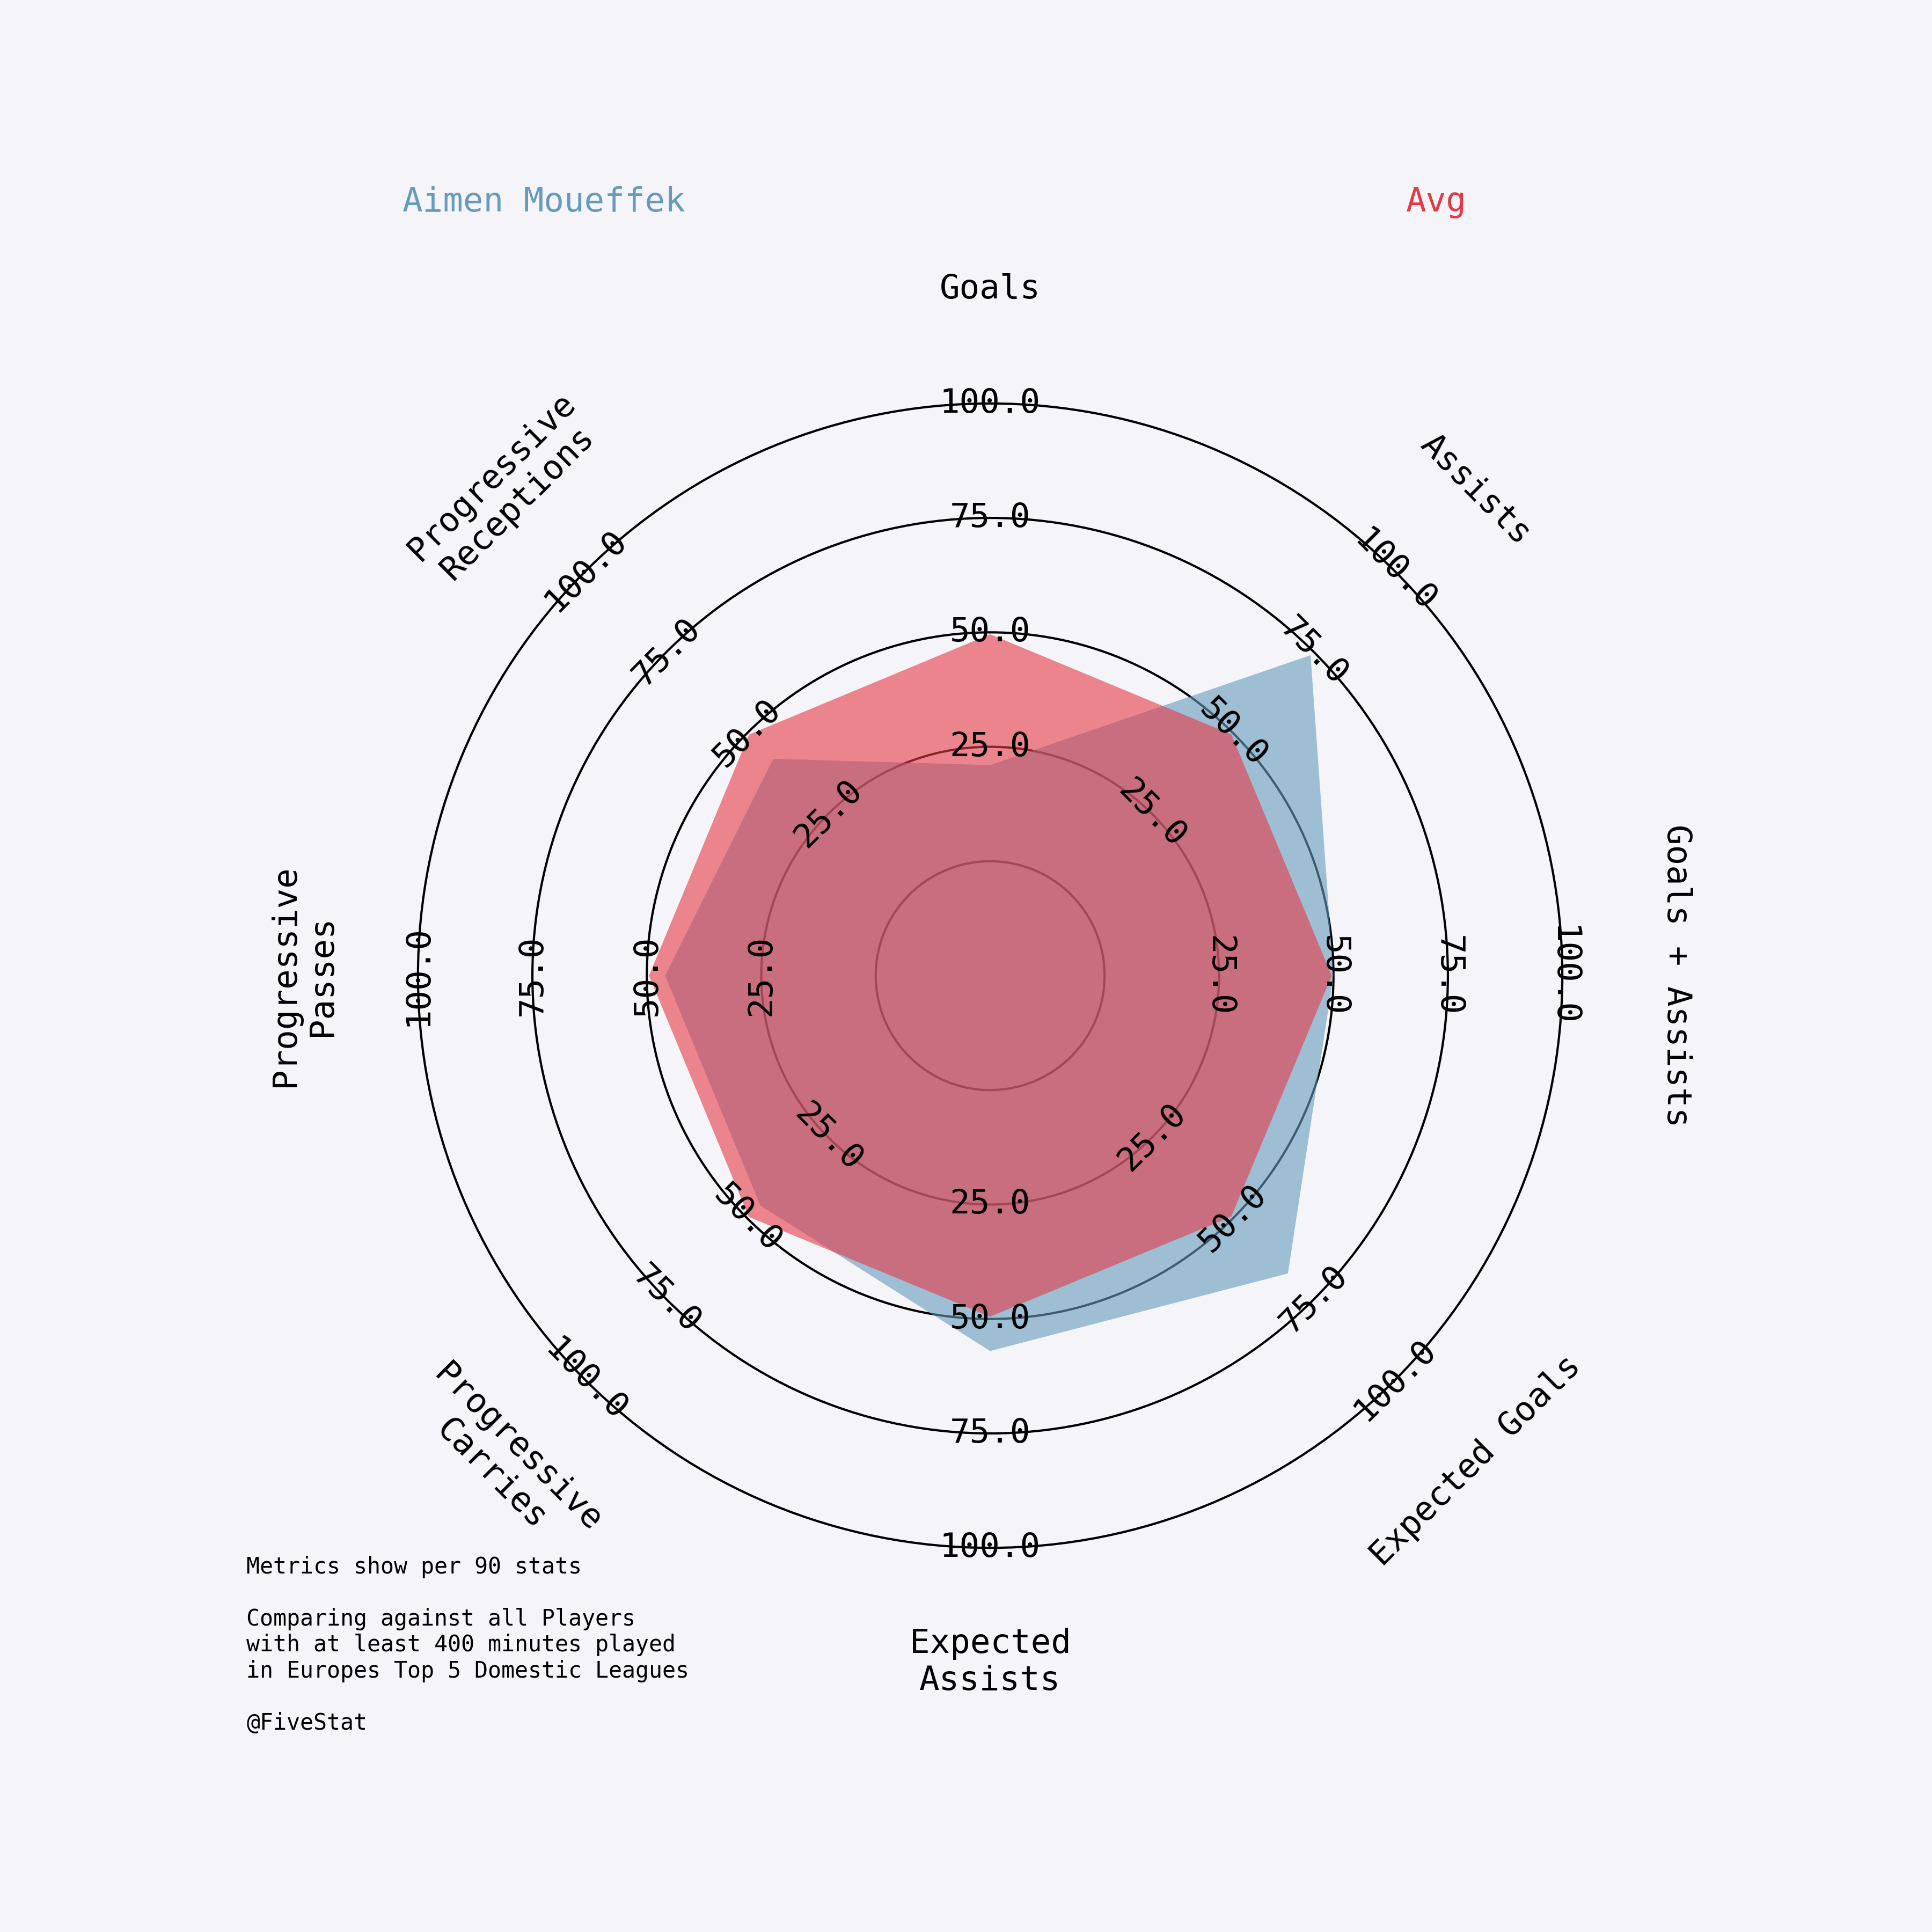 Aimen Moueffek
Avg
Goals
Assists
Goals + Assists
Expected Goals
Expected
Assists
Progressive
Carries
Progressive
Passes
Progressive
Receptions
100.0
75.0
50.0
25.0
100.0
75.0
50.0
25.0
100.0
75.0
50.0
25.0
100.0
75.0
50.0
25.0
100.0
75.0
50.0
25.0
100.0
75.0
50.0
25.0
100.0
75.0
50.0
25.0
100.0
75.0
50.0
25.0
Metrics show per 90 stats
Comparing against all Players
with at least 400 minutes played
in Europes Top 5 Domestic Leagues
@FiveStat